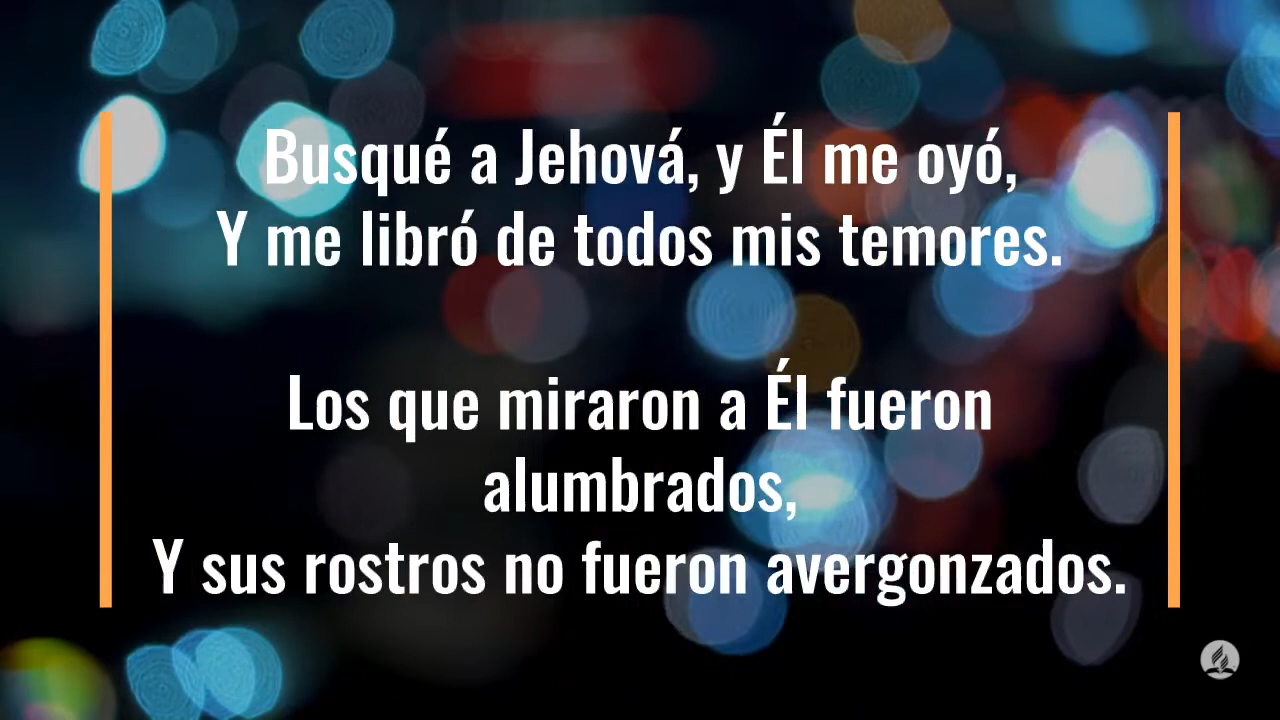 Busqué a Jehová, y Él me oyó,
Y me libró de todos mis temores.
Los que miraron a Él fueron
alumbrados,
Y sus rostros no fueron avergonzados.